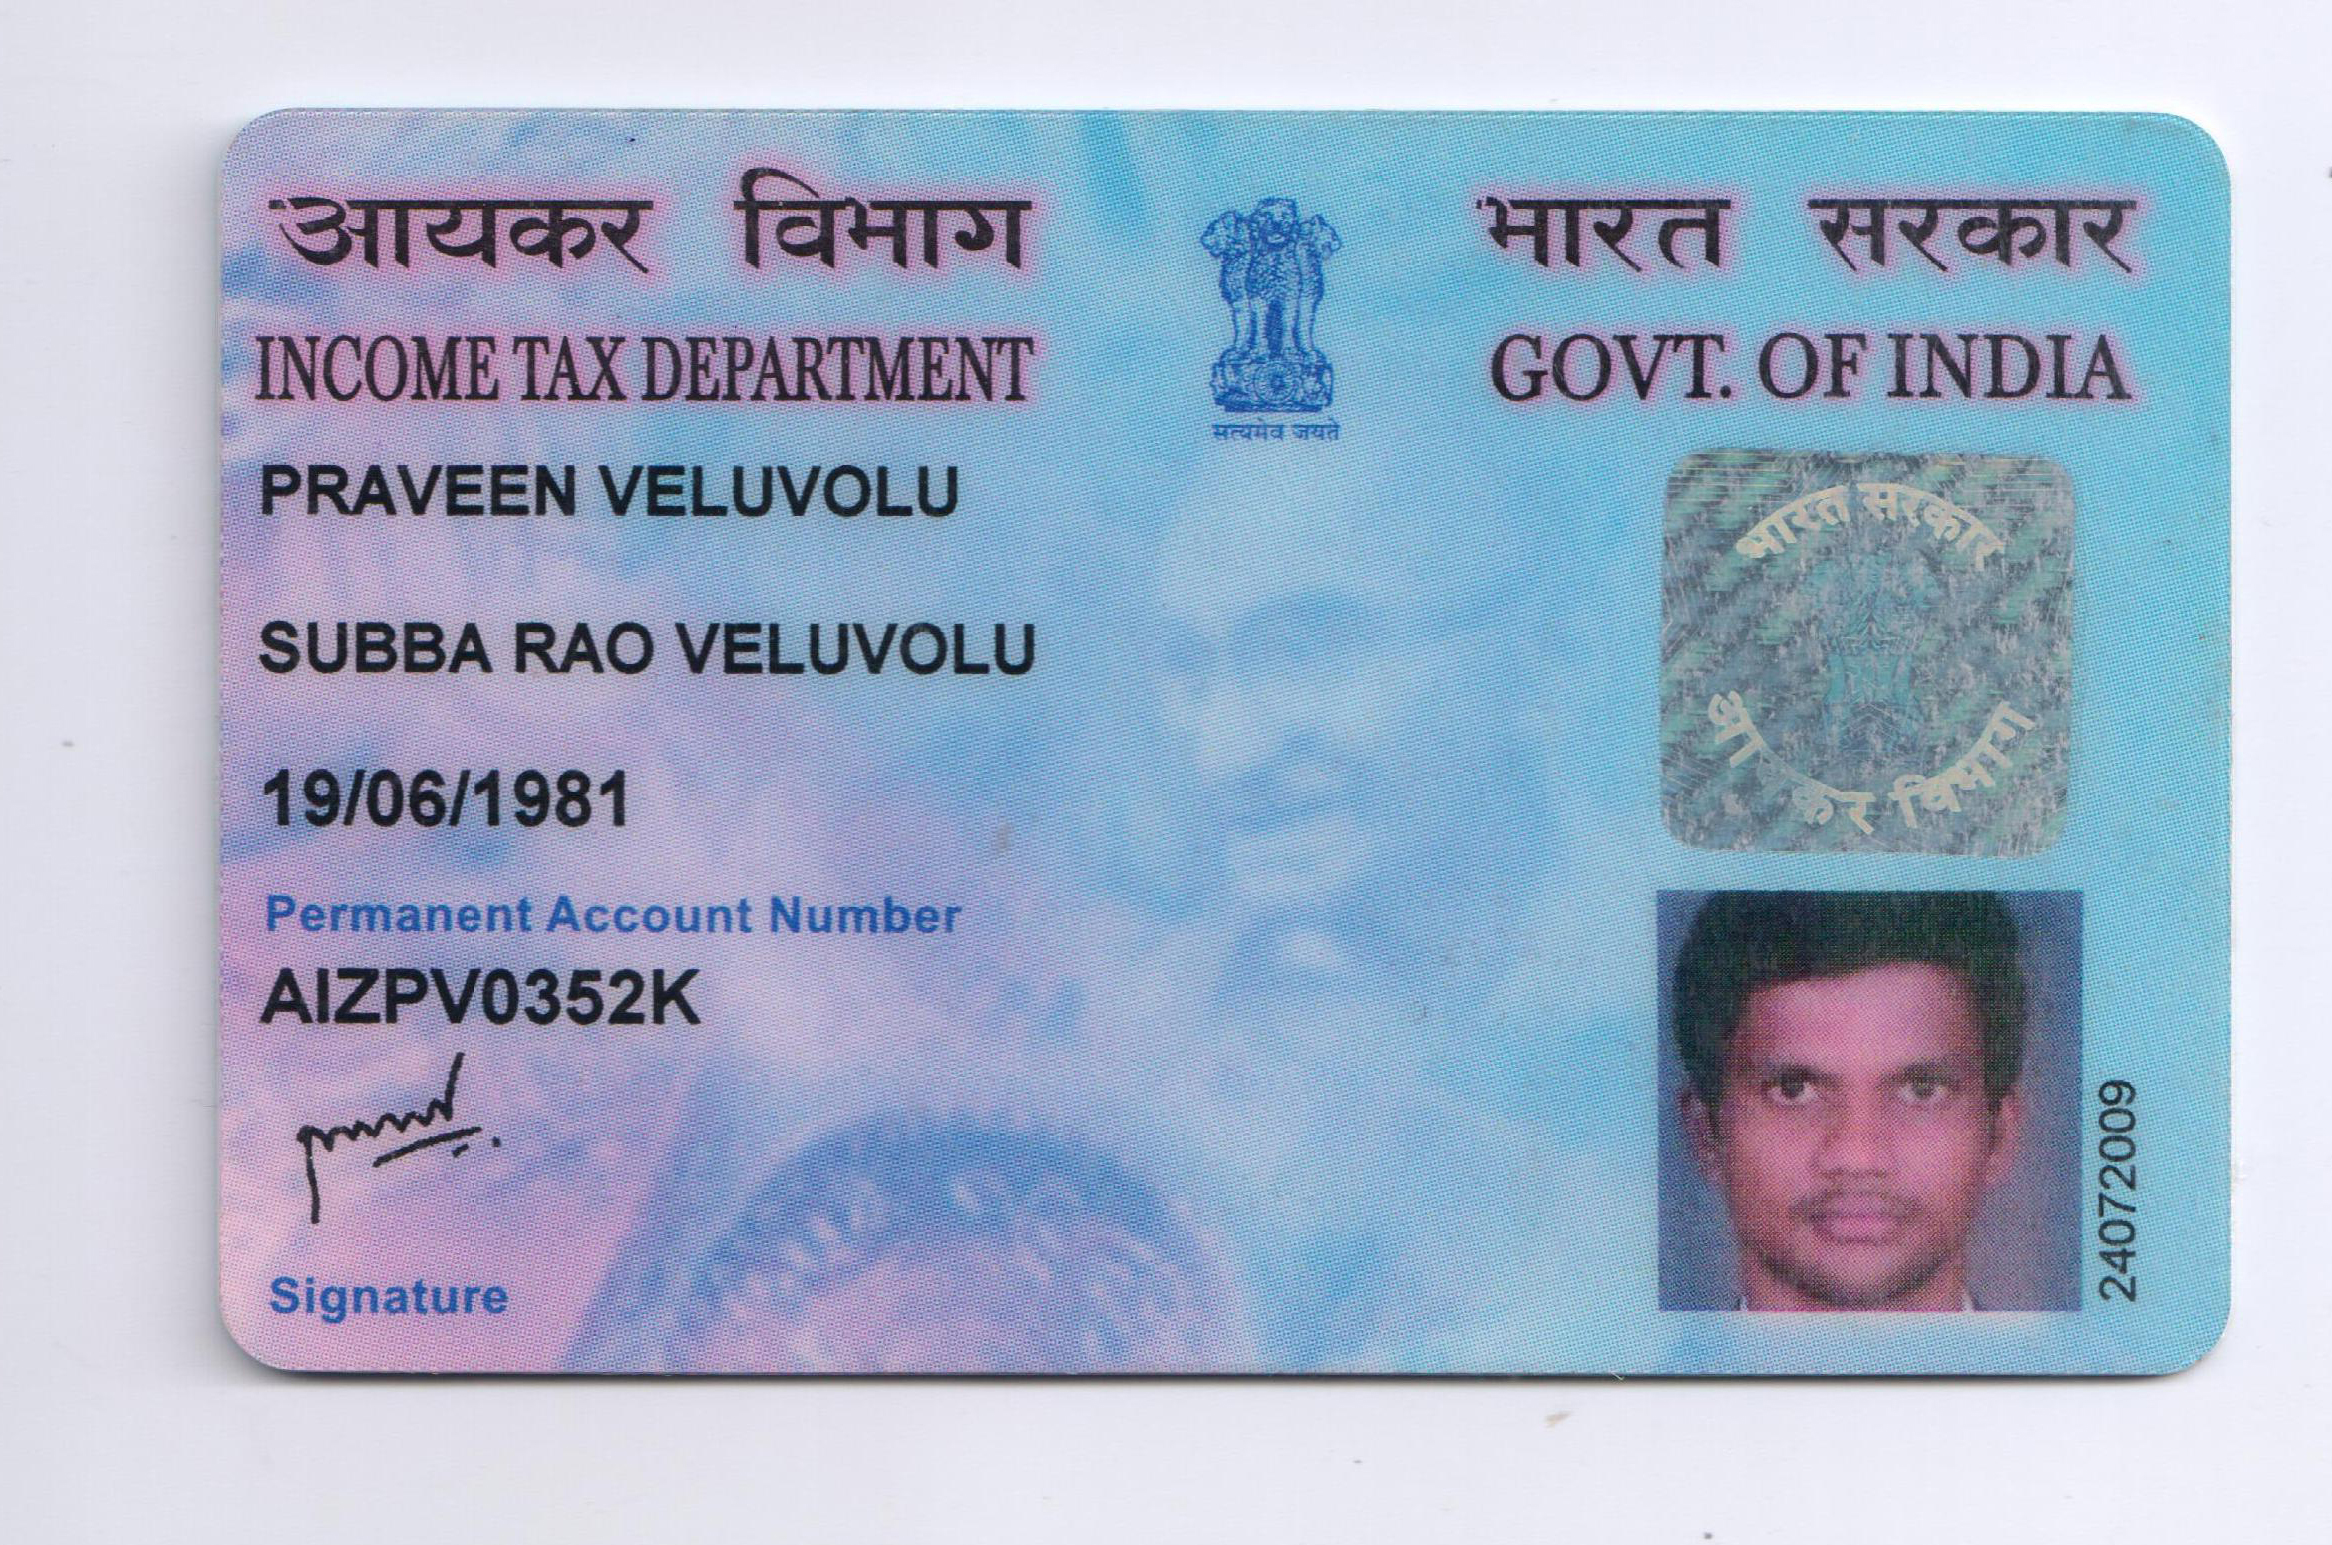 आयकर विभाग
भारत सरकार
INCOME TAX DEPARTMENT
GOVT. OF INDIA
सत्यमेव जयते
PRAVEEN VELUVOLU
SUBBA RAO VELUVOLU
19/06/1981
Permanent Account Number
AIZPV0352K
Signature
भारत सरकार
आयकर विभाग
24072009